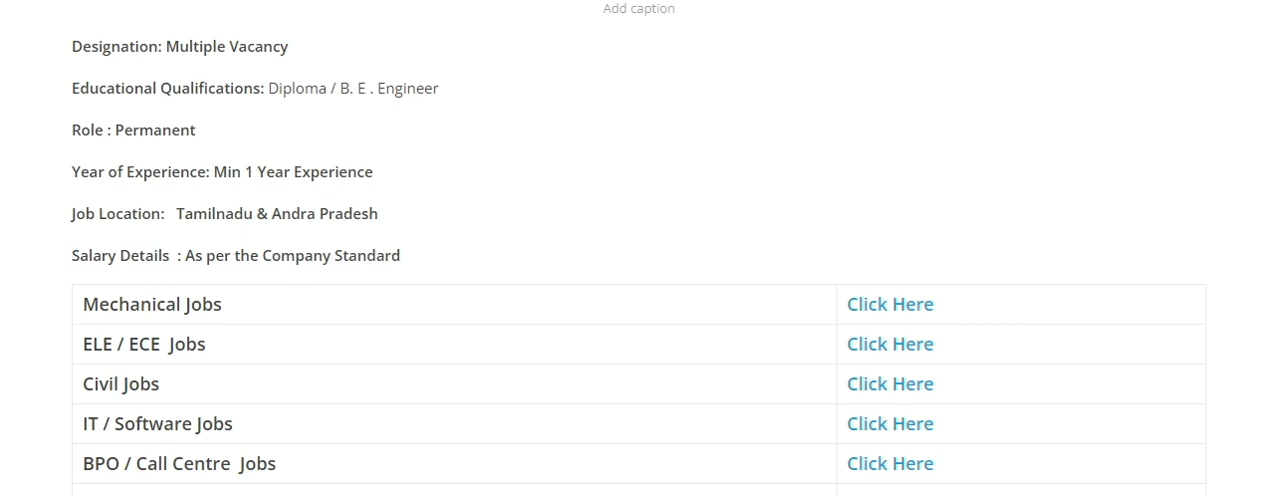 Add caption
Designation: Multiple Vacancy
Educational Qualifications: Diploma / B. E . Engineer
Role : Permanent
Year of Experience: Min 1 Year Experience
Job Location:   Tamilnadu & Andra Pradesh
Salary Details  : As per the Company Standard
Mechanical Jobs Click Here
ELE / ECE  Jobs Click Here
Civil Jobs Click Here
IT / Software Jobs Click Here
BPO / Call Centre  Jobs Click Here